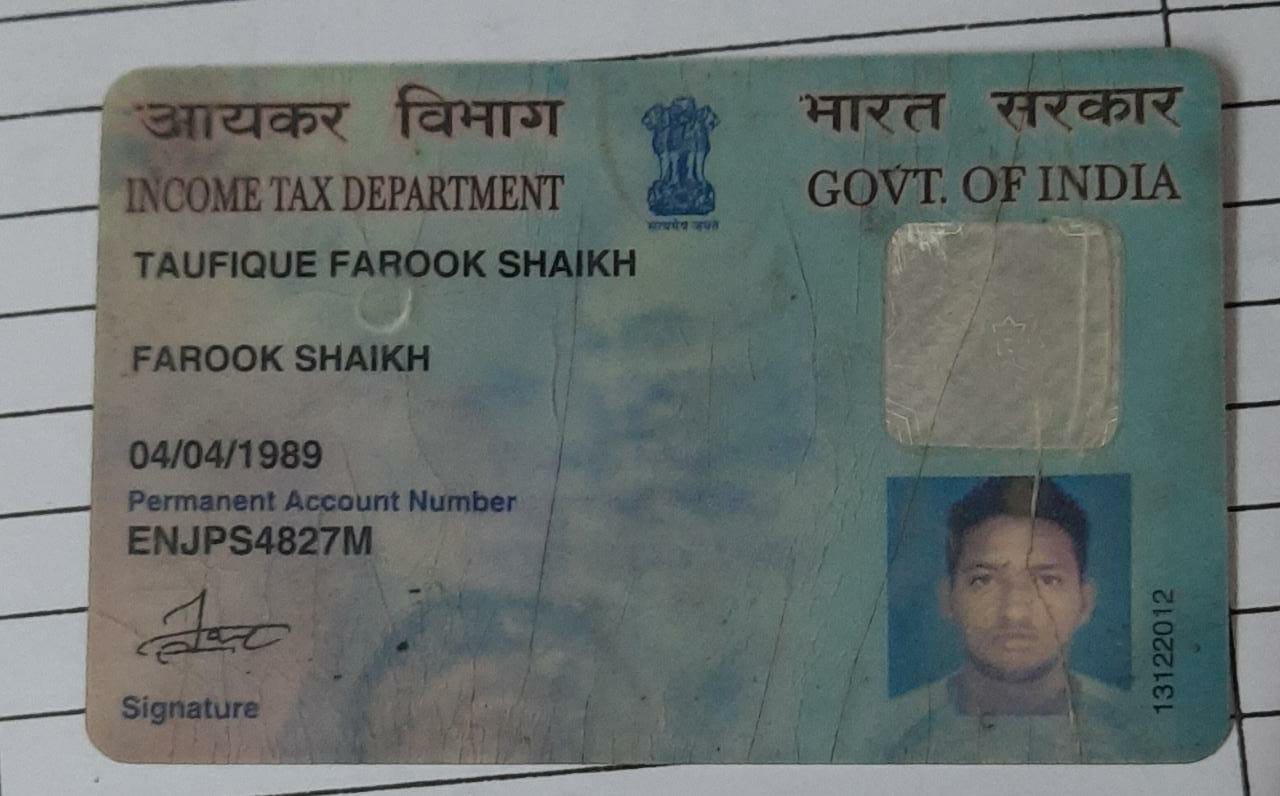 आयकर विभाग
INCOME TAX DEPARTMENT
भारत सरकार
GOVT. OF INDIA
सत्यमेव जयते
TAUFIQUE FAROOK SHAIKH
FAROOK SHAIKH
04/04/1989
Permanent Account Number
ENJPS4827M
Signature
13122012